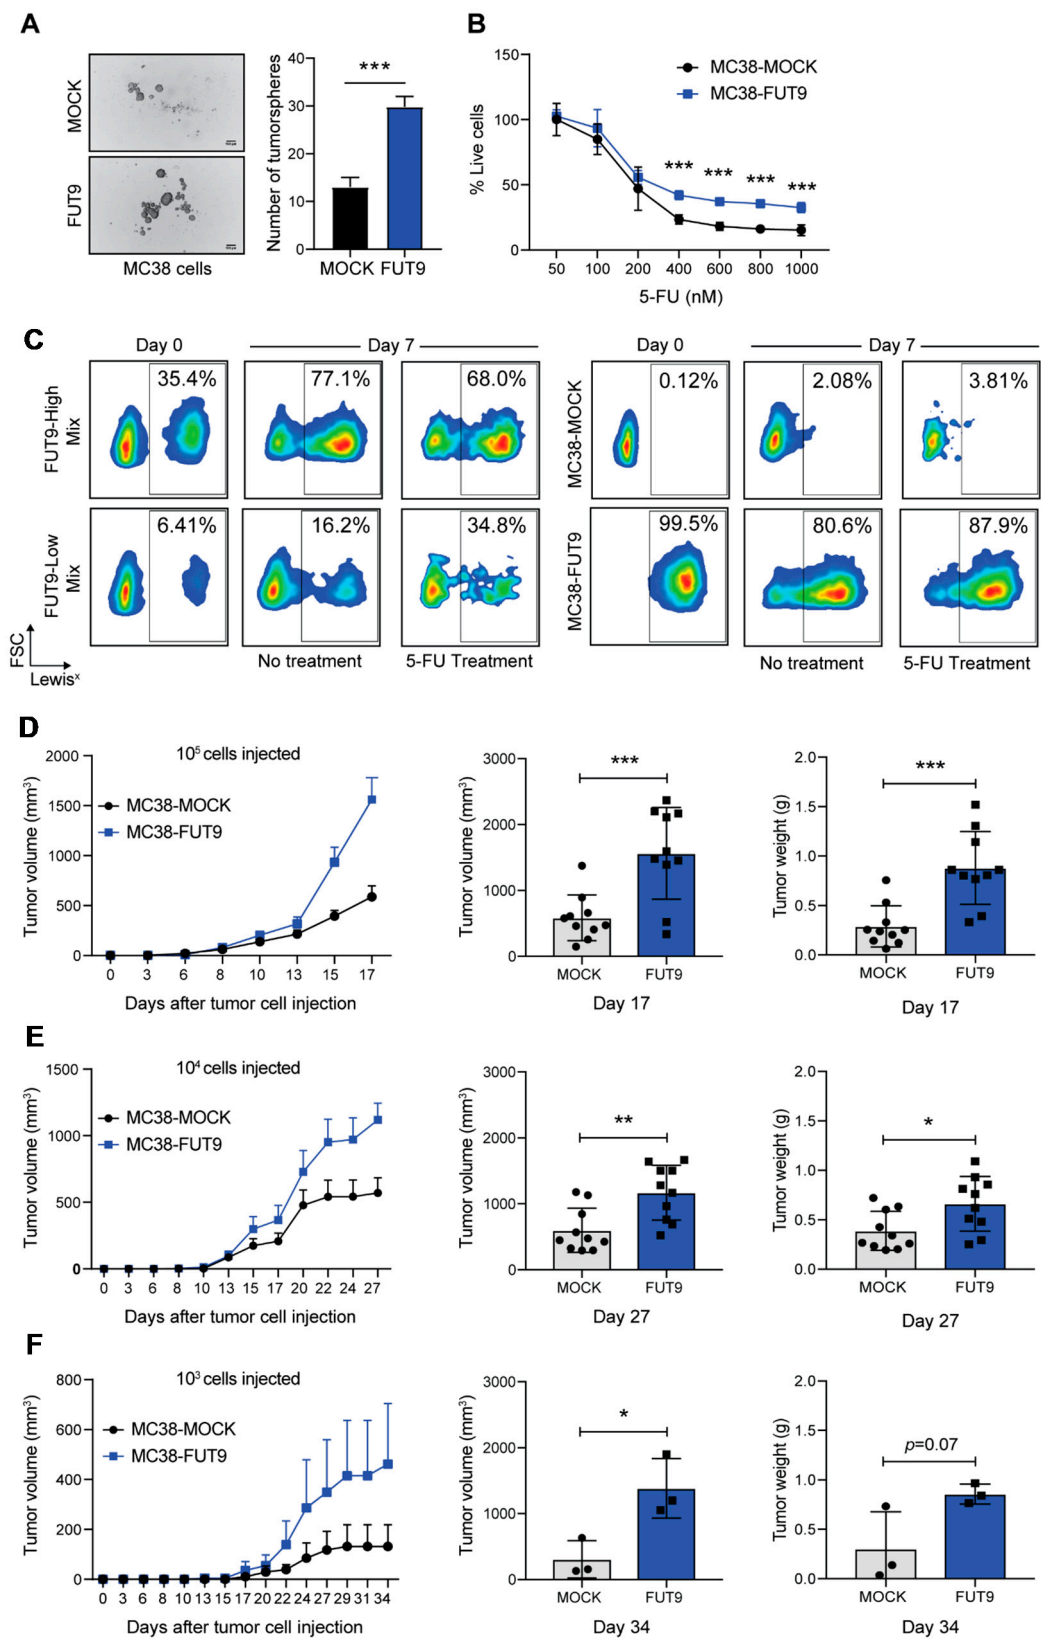 A
MOCK
FUT9
MC38 cells
Number of tumorspheres
40
30
20
10
0
***
MOCK FUT9
B
% Live cells
150
100
50
0
MC38-MOCK
MC38-FUT9
*** *** *** ***
50 100 200 400 600 800 1000
5-FU (nM)
C
Day 0
Day 7
Day 0
Day 7
FUT9-High
Mix
35.4%
77.1%
68.0%
MC38-MOCK
0.12%
2.08%
3.81%
FUT9-Low
Mix
6.41%
16.2%
34.8%
MC38-FUT9
99.5%
80.6%
87.9%
FSC
Lewisˣ
No treatment
5-FU Treatment
No treatment
5-FU Treatment
D
10⁵ cells injected
Tumor volume (mm³)
2000
1500
1000
500
0
MC38-MOCK
MC38-FUT9
0 3 6 8 10 13 15 17
Days after tumor cell injection
Tumor volume (mm³)
3000
2000
1000
0
***
MOCK FUT9
Day 17
Tumor weight (g)
2.0
1.5
1.0
0.5
0.0
***
MOCK FUT9
Day 17
E
10⁴ cells injected
Tumor volume (mm³)
1500
1000
500
0
MC38-MOCK
MC38-FUT9
0 3 6 8 10 13 15 17 20 22 24 27
Days after tumor cell injection
Tumor volume (mm³)
3000
2000
1000
0
**
MOCK FUT9
Day 27
Tumor weight (g)
2.0
1.5
1.0
0.5
0.0
*
MOCK FUT9
Day 27
F
10³ cells injected
Tumor volume (mm³)
800
600
400
200
0
MC38-MOCK
MC38-FUT9
0 3 6 8 10 13 15 17 20 22 24 27 29 31 34
Days after tumor cell injection
Tumor volume (mm³)
3000
2000
1000
0
*
MOCK FUT9
Day 34
Tumor weight (g)
2.0
1.5
1.0
0.5
0.0
p=0.07
MOCK FUT9
Day 34